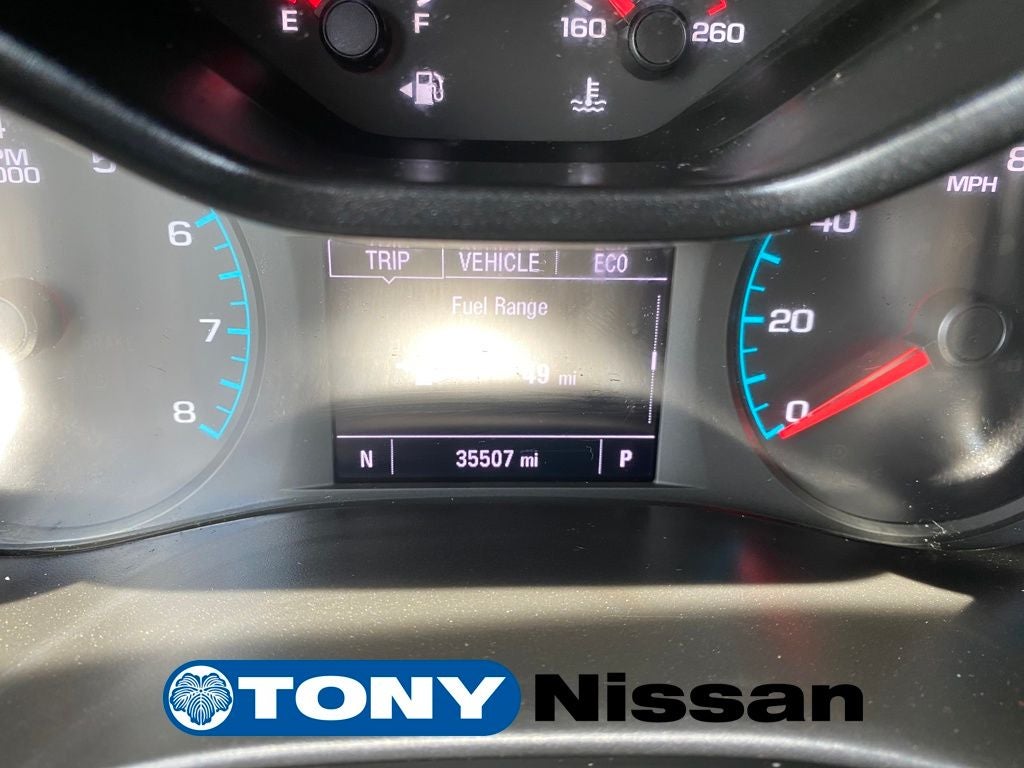 E F
160 260
5
PM
000
6
7
8
8
MPH
40
20
0
TRIP VEHICLE ECO
Fuel Range
49 mi
N 35507 mi P
TONY Nissan